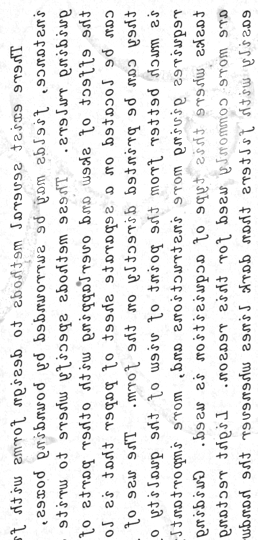 There exist several methods to design forms with
instance, fields may be surrounded by bounding boxes,
guiding rulers. These methods specify where to write
the effect of skew and overlapping with other parts of
can be located on a separate sheet of paper that is lo
they can be printed directly on the form. The use of
is much better from the point of view of the quality o
requires giving more instructions and, more importantl
tasks where this type of acquisition is used. Guiding
are more commonly used for this reason. Light rectang
easily with filters than dark lines whenever the handw